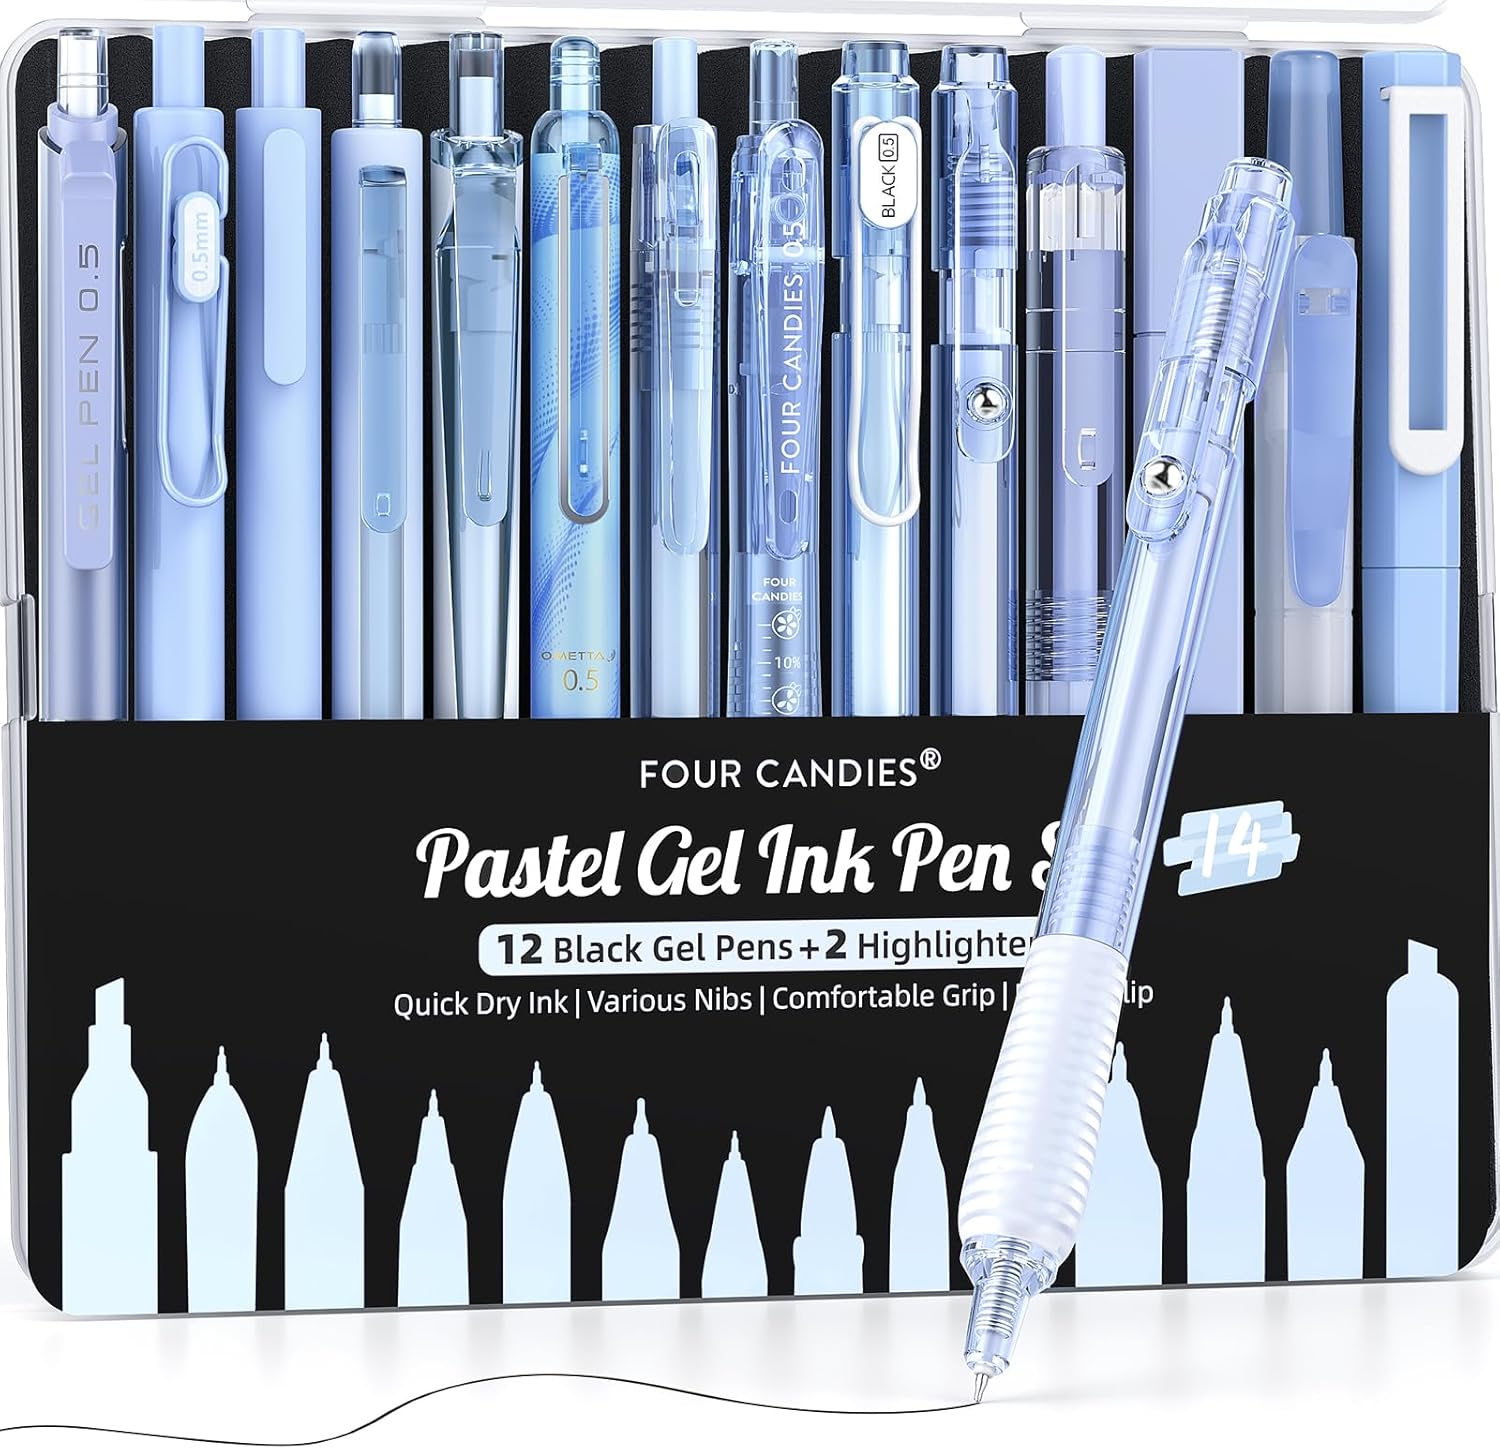 GEL PEN 0.5
0.5mm
OMETTA
0.5
FOUR CANDIES 0.5
FOUR
CANDIES
10%
BLACK 0.5
FOUR CANDIES®
Pastel Gel Ink Pen
14
12 Black Gel Pens+2 Highlighte
Quick Dry Ink|Various Nibs|Comfortable Grip|